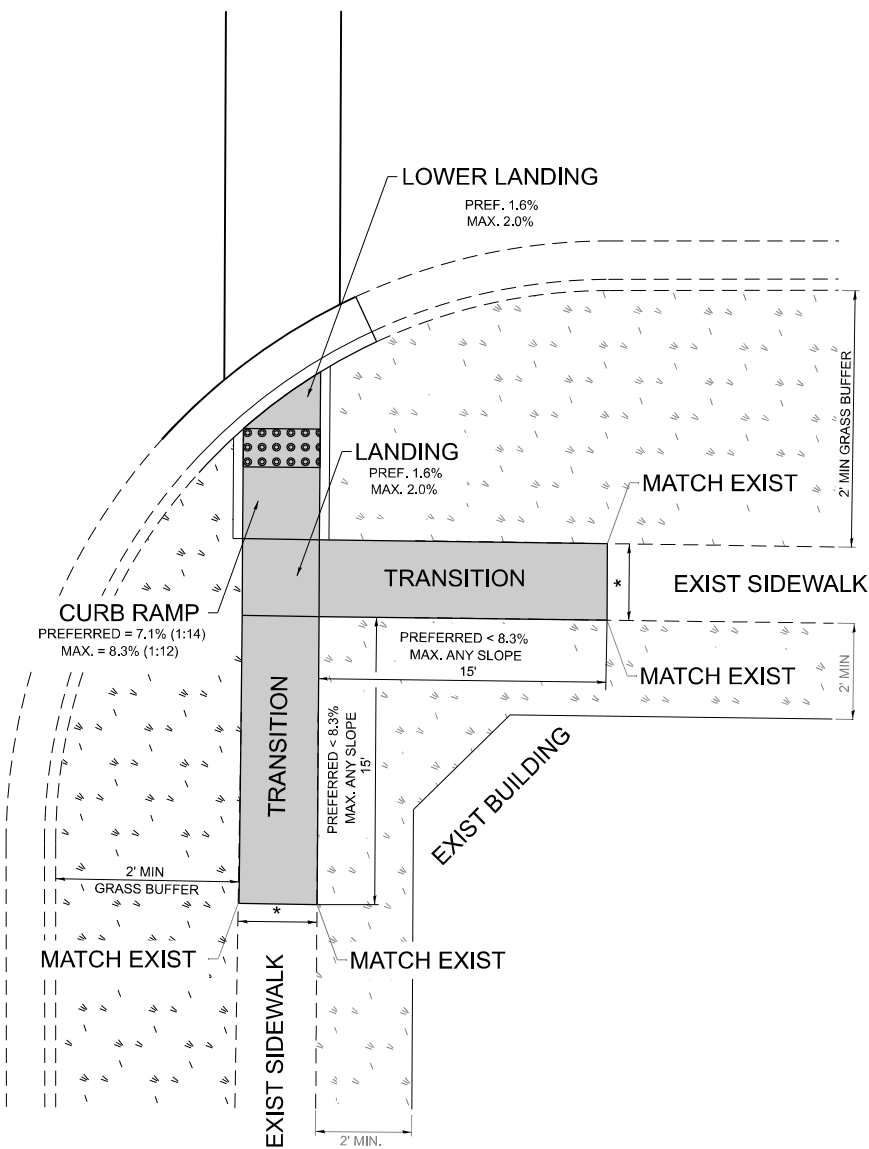 LOWER LANDING
PREF. 1.6%
MAX. 2.0%
2' MIN GRASS BUFFER
LANDING
PREF. 1.6%
MAX. 2.0%
MATCH EXIST
TRANSITION
*
EXIST SIDEWALK
CURB RAMP
PREFERRED = 7.1% (1:14)
MAX. = 8.3% (1:12)
PREFERRED < 8.3%
MAX. ANY SLOPE
15'
MATCH EXIST
2' MIN
TRANSITION
PREFERRED < 8.3%
MAX. ANY SLOPE
15'
EXIST BUILDING
2' MIN
GRASS BUFFER
*
MATCH EXIST
MATCH EXIST
EXIST SIDEWALK
2' MIN.